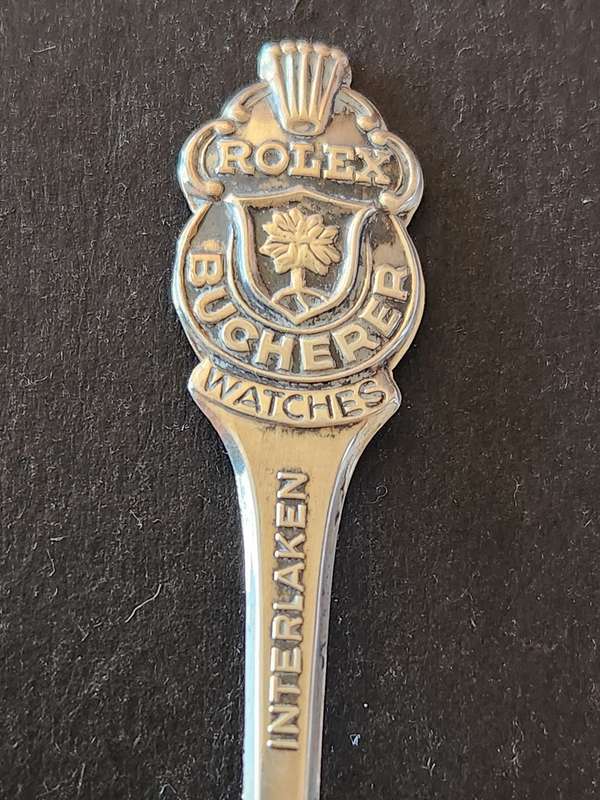 ROLEX
BUCHERER
WATCHES
INTERLAKEN